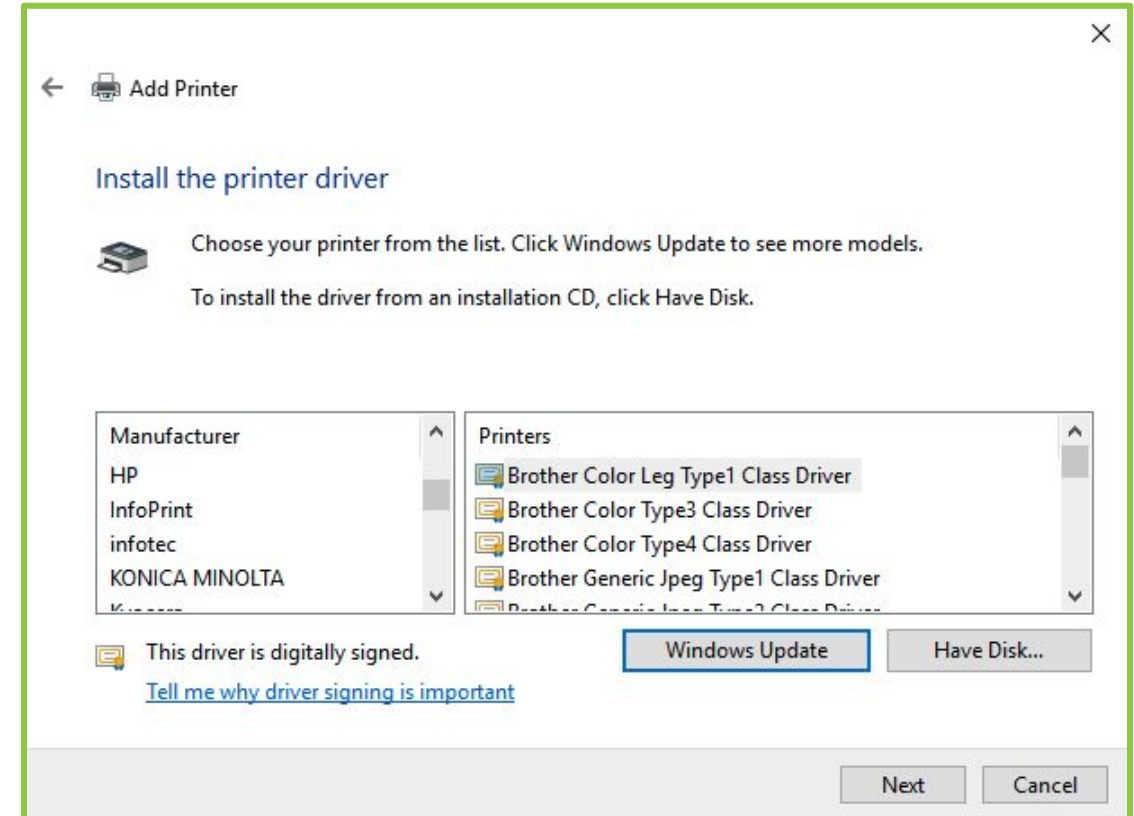 Add Printer
Install the printer driver
Choose your printer from the list. Click Windows Update to see more models.
To install the driver from an installation CD, click Have Disk.
Manufacturer
HP
InfoPrint
infotec
KONICA MINOLTA
Printers
Brother Color Leg Type1 Class Driver
Brother Color Type3 Class Driver
Brother Color Type4 Class Driver
Brother Generic Jpeg Type1 Class Driver
This driver is digitally signed.
Tell me why driver signing is important
Windows Update
Have Disk...
Next
Cancel